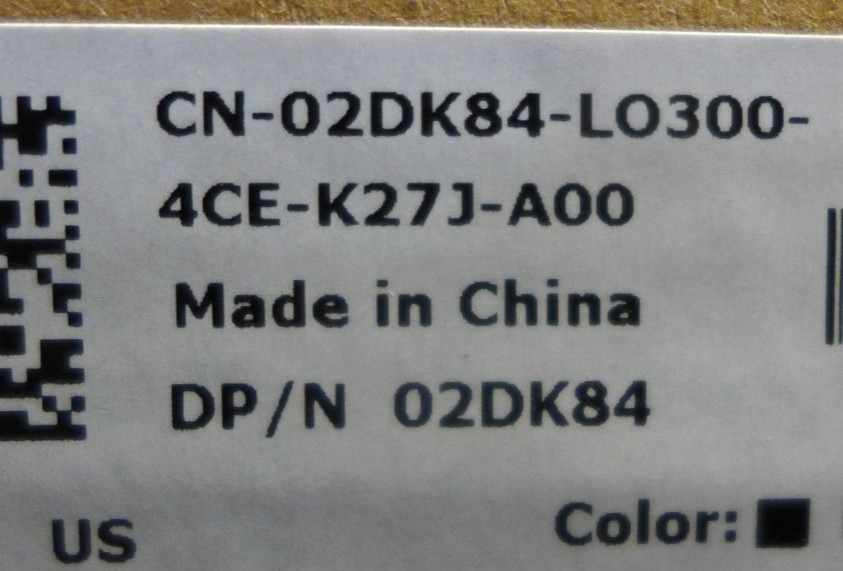 CN-02DK84-LO300-
4CE-K27J-A00
Made in China
DP/N 02DK84
US
Color: